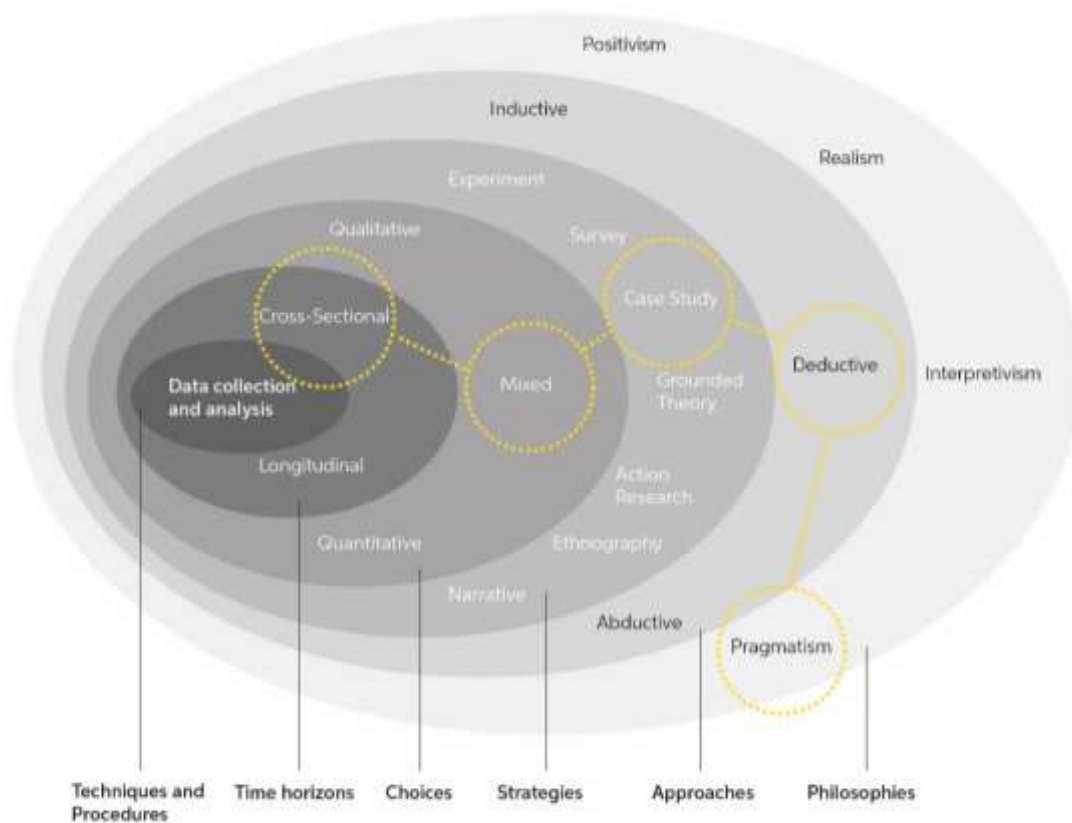 Positivism
Inductive
Realism
Experiment
Qualitative
Survey
Cross-Sectional
Case Study
Deductive
Interpretivism
Data collection
and analysis
Mixed
Grounded
Theory
Longitudinal
Action
Research
Quantitative
Ethnography
Narrative
Abductive
Pragmatism
Techniques and
Procedures
Time horizons
Choices
Strategies
Approaches
Philosophies